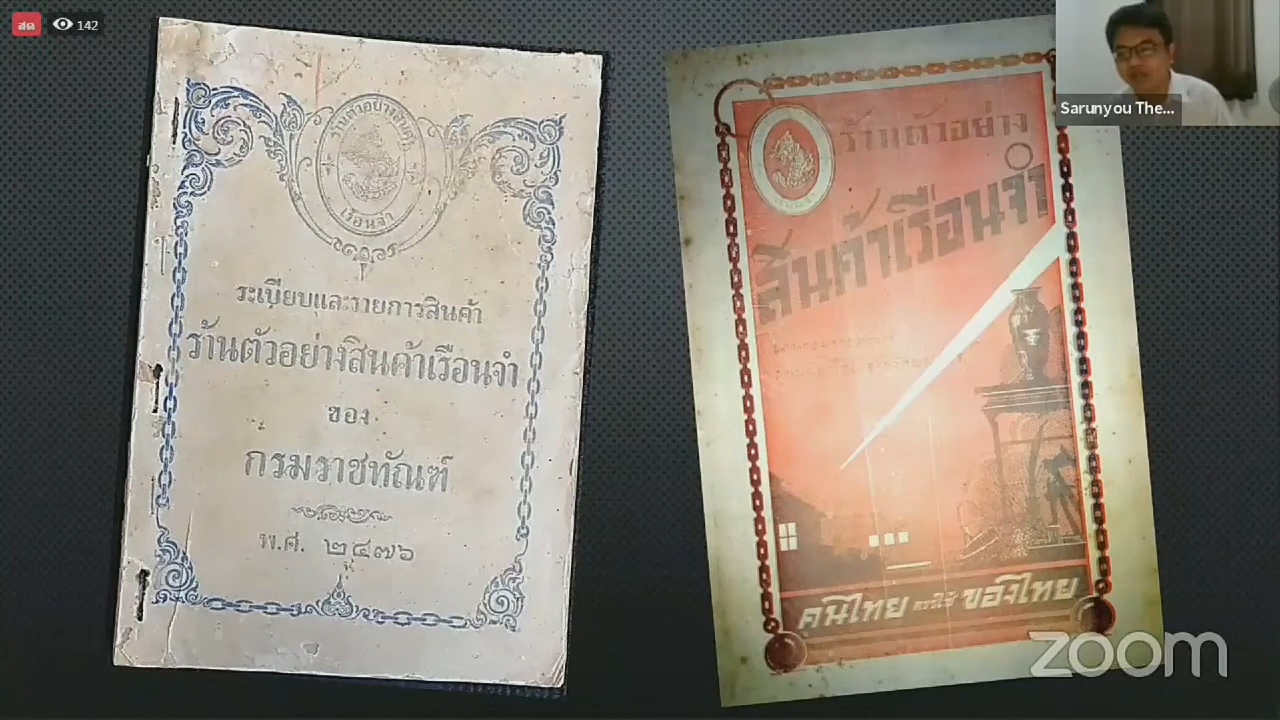 สด
142
ร้านตัวอย่างสินค้า
เรือนจำ
ระเบียบและรายการสินค้า
ร้านตัวอย่างสินค้าเรือนจำ
ของ
กรมราชทัณฑ์
พ.ศ. ๒๔๗๖
ร้านตัวอย่าง
สินค้าเรือนจำ
คนไทย ควรใช้ ของไทย
Sarunyou The...
zoom